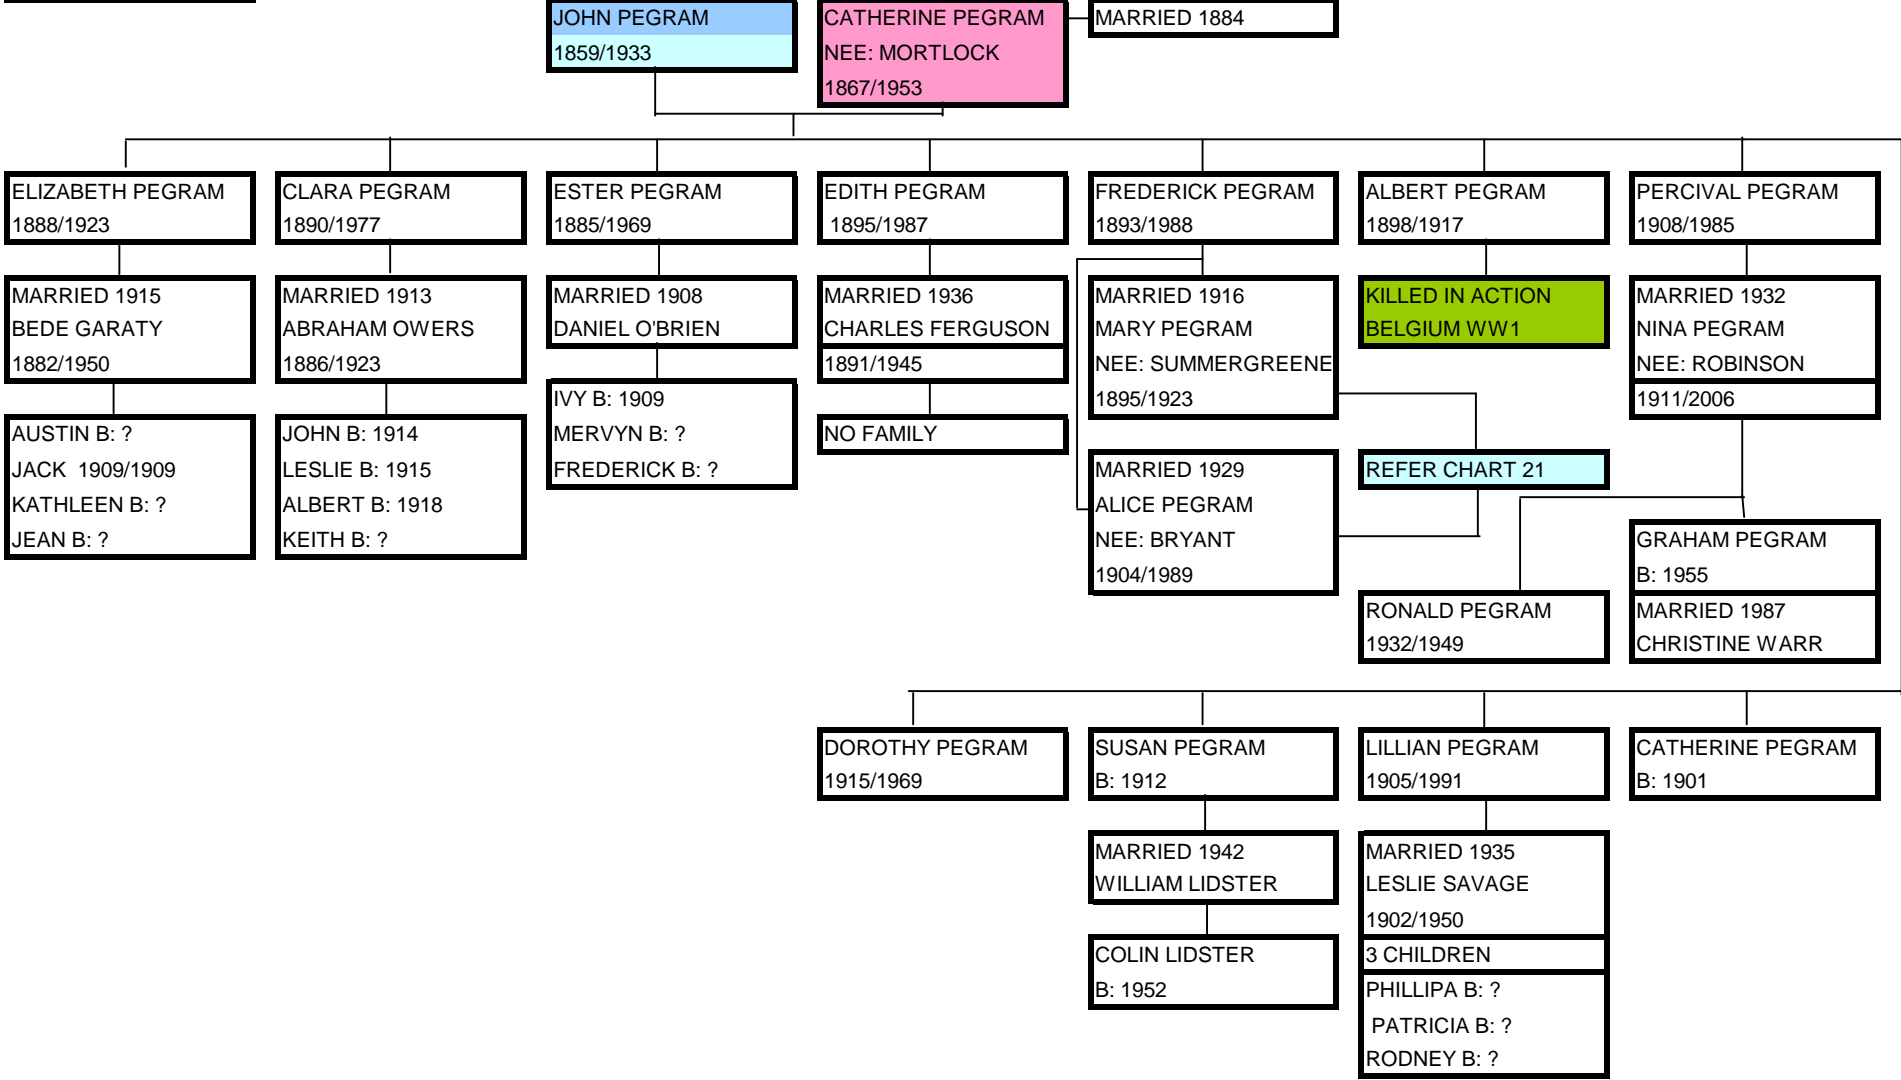 JOHN PEGRAM
1859/1933
CATHERINE PEGRAM
NEE: MORTLOCK
1867/1953
MARRIED 1884
ELIZABETH PEGRAM
1888/1923
MARRIED 1915
BEDE GARATY
1882/1950
AUSTIN B: ?
JACK 1909/1909
KATHLEEN B: ?
JEAN B: ?
CLARA PEGRAM
1890/1977
MARRIED 1913
ABRAHAM OWERS
1886/1923
JOHN B: 1914
LESLIE B: 1915
ALBERT B: 1918
KEITH B: ?
ESTER PEGRAM
1885/1969
MARRIED 1908
DANIEL O'BRIEN
IVY B: 1909
MERVYN B: ?
FREDERICK B: ?
EDITH PEGRAM
1895/1987
MARRIED 1936
CHARLES FERGUSON
1891/1945
NO FAMILY
FREDERICK PEGRAM
1893/1988
MARRIED 1916
MARY PEGRAM
NEE: SUMMERGREENE
1895/1923
MARRIED 1929
ALICE PEGRAM
NEE: BRYANT
1904/1989
ALBERT PEGRAM
1898/1917
KILLED IN ACTION
BELGIUM WW1
REFER CHART 21
PERCIVAL PEGRAM
1908/1985
MARRIED 1932
NINA PEGRAM
NEE: ROBINSON
1911/2006
RONALD PEGRAM
1932/1949
GRAHAM PEGRAM
B: 1955
MARRIED 1987
CHRISTINE WARR
DOROTHY PEGRAM
1915/1969
SUSAN PEGRAM
B: 1912
MARRIED 1942
WILLIAM LIDSTER
COLIN LIDSTER
B: 1952
LILLIAN PEGRAM
1905/1991
MARRIED 1935
LESLIE SAVAGE
1902/1950
3 CHILDREN
PHILLIPA B: ?
PATRICIA B: ?
RODNEY B: ?
CATHERINE PEGRAM
B: 1901